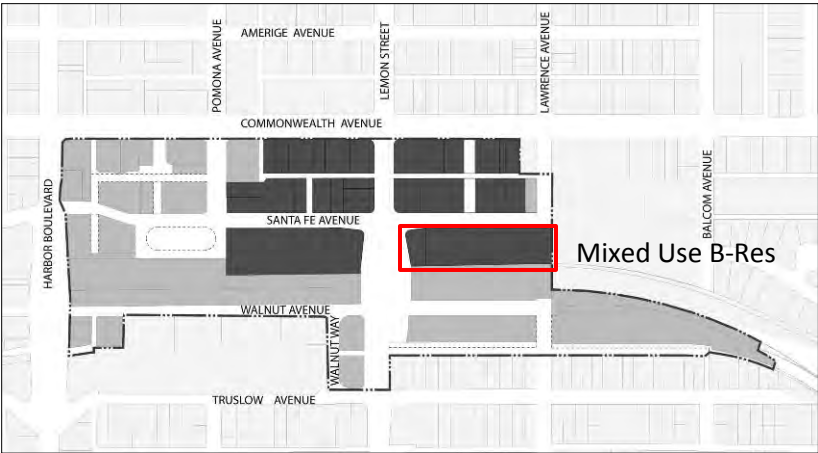 AMERIGE AVENUE
POMONA AVENUE
LEMON STREET
LAWRENCE AVENUE
COMMONWEALTH AVENUE
BALCOM AVENUE
HARBOR BOULEVARD
SANTA FE AVENUE
Mixed Use B-Res
WALNUT AVENUE
WALNUT WAY
TRUSLOW AVENUE